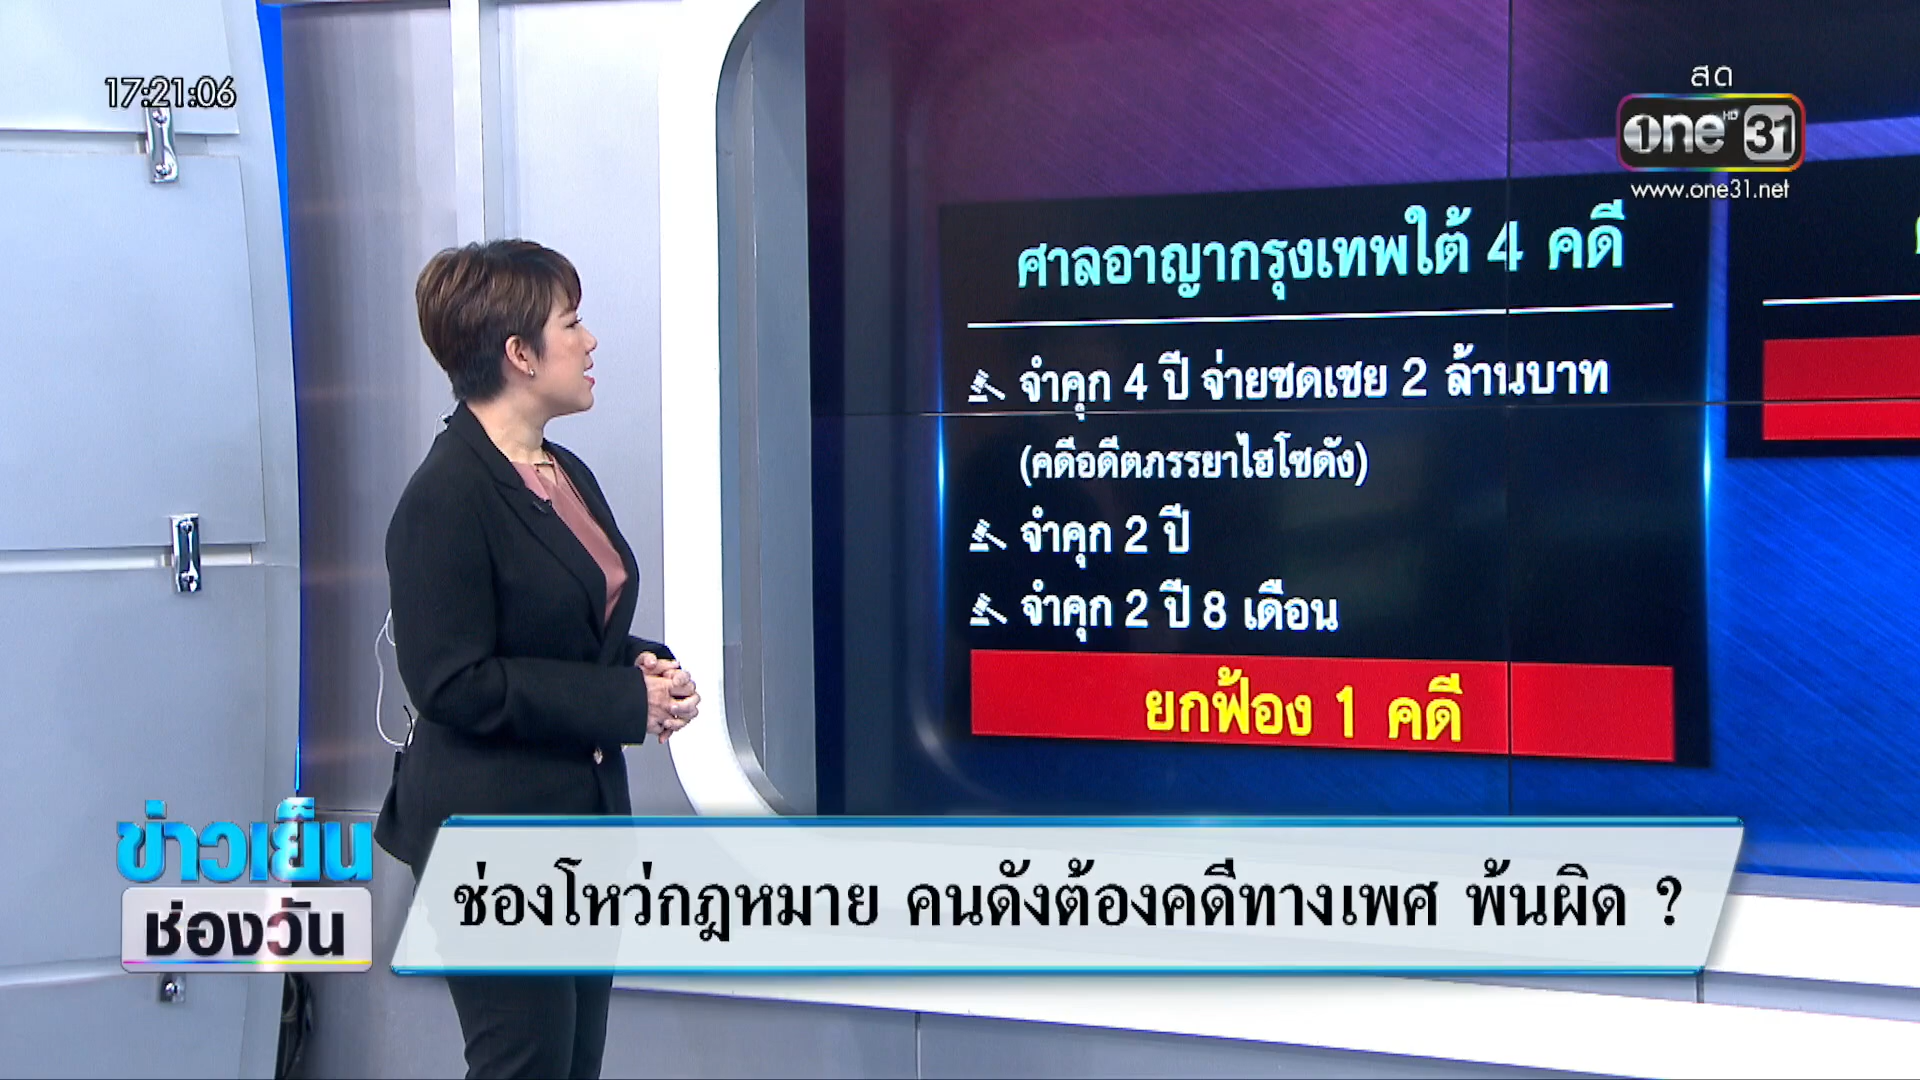 17:21:06
สด
one HD 31
www.one31.net
ศาลอาญากรุงเทพใต้ 4 คดี
จำคุก 4 ปี จ่ายชดเชย 2 ล้านบาท
(คดีอดีตภรรยาไฮโซดัง)
จำคุก 2 ปี
จำคุก 2 ปี 8 เดือน
ยกฟ้อง 1 คดี
ข่าวเย็น
ช่องวัน
ช่องโหว่กฎหมาย คนดังต้องคดีทางเพศ พ้นผิด ?